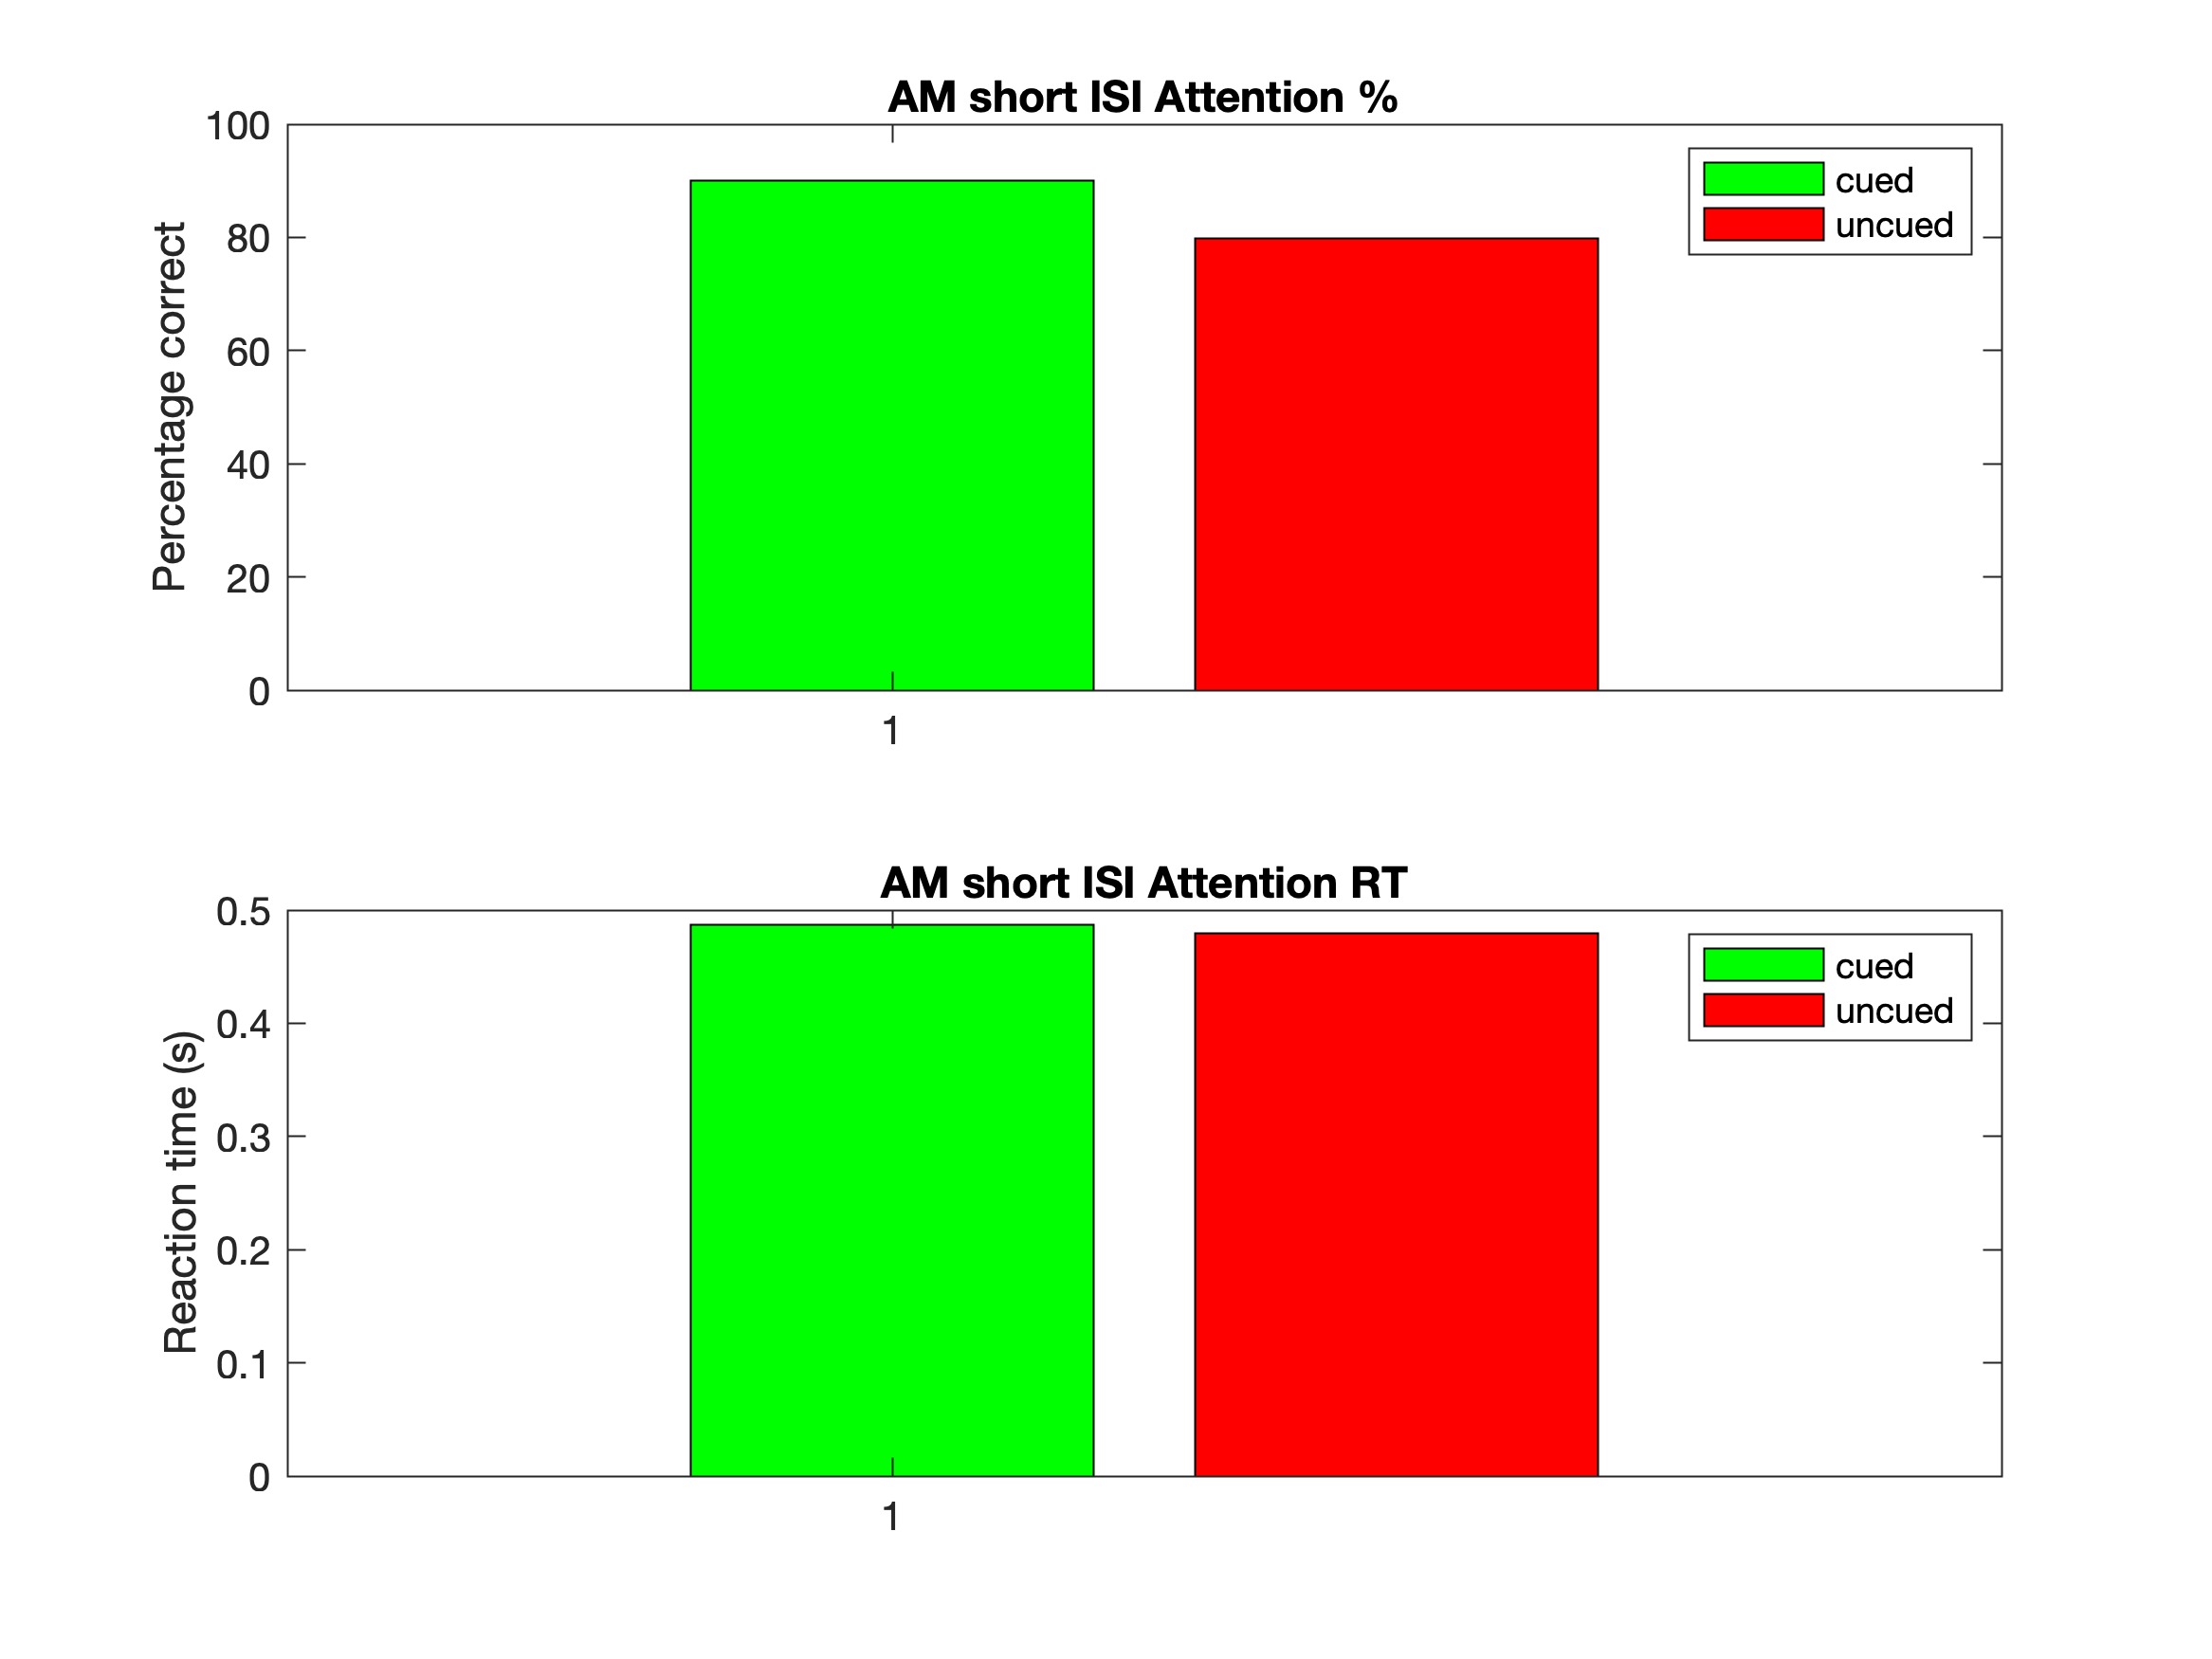 AM short ISI Attention %
Percentage correct
100
80
60
40
20
0
1
cued
uncued
AM short ISI Attention RT
Reaction time (s)
0.5
0.4
0.3
0.2
0.1
0
1
cued
uncued